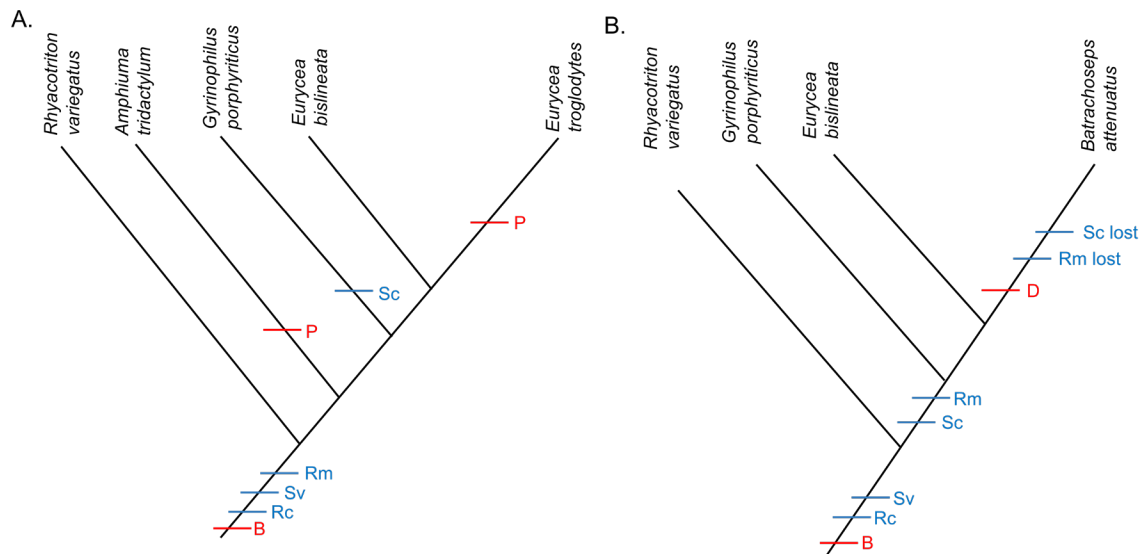 A.
Rhyacotriton
variegatus
Amphiuma
tridactylum
Gyrinophilus
porphyriticus
Eurycea
bislineata
Eurycea
troglodytes
P
Sc
P
Rm
Sv
Rc
B
B.
Rhyacotriton
variegatus
Gyrinophilus
porphyriticus
Eurycea
bislineata
Batrachoseps
attenuatus
Sc lost
Rm lost
D
Rm
Sc
Sv
Rc
B